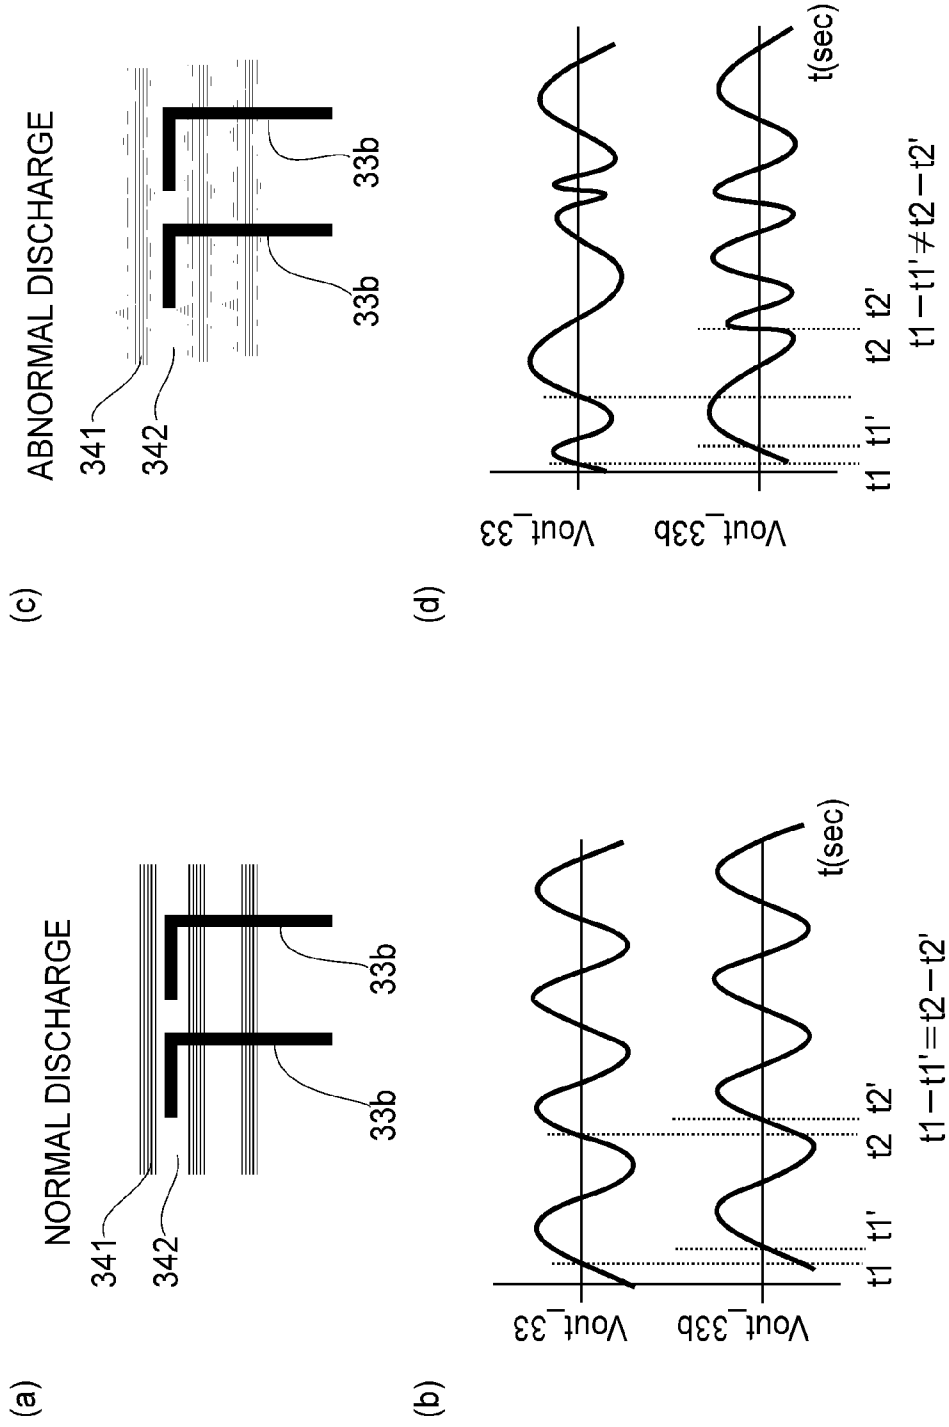 (a)
NORMAL DISCHARGE
341
342
33b
33b
(b)
Vout_33
Vout_33b
t1 t1' t2 t2'
t(sec)
t1－t1'＝t2－t2'
(c)
ABNORMAL DISCHARGE
341
342
33b
33b
(d)
Vout_33
Vout_33b
t1 t1' t2 t2'
t(sec)
t1－t1'≠t2－t2'